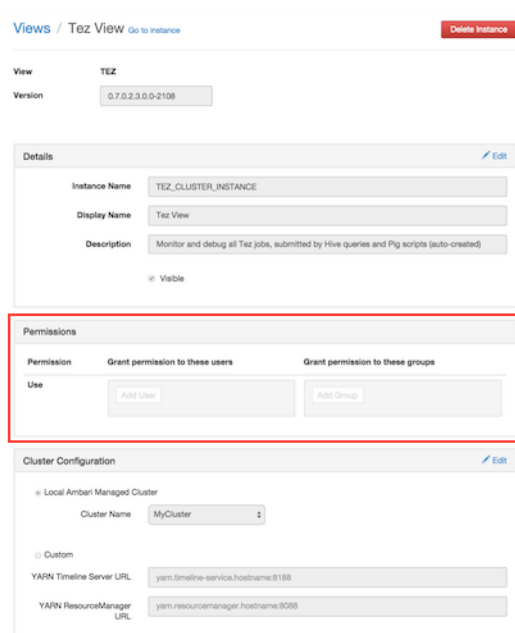 Views / Tez View Go to instance
Delete Instance
View TEZ
Version 0.7.0.2.3.0.0-2108
Details Edit
Instance Name TEZ_CLUSTER_INSTANCE
Display Name Tez View
Description Monitor and debug all Tez jobs, submitted by Hive queries and Pig scripts (auto-created)
Visible
Permissions
Permission Grant permission to these users Grant permission to these groups
Use Add User Add Group
Cluster Configuration Edit
Local Ambari Managed Cluster
Cluster Name MyCluster
Custom
YARN Timeline Server URL yarn.timeline-service.hostname:8188
YARN ResourceManager
URL yarn.resourcemanager.hostname:8088